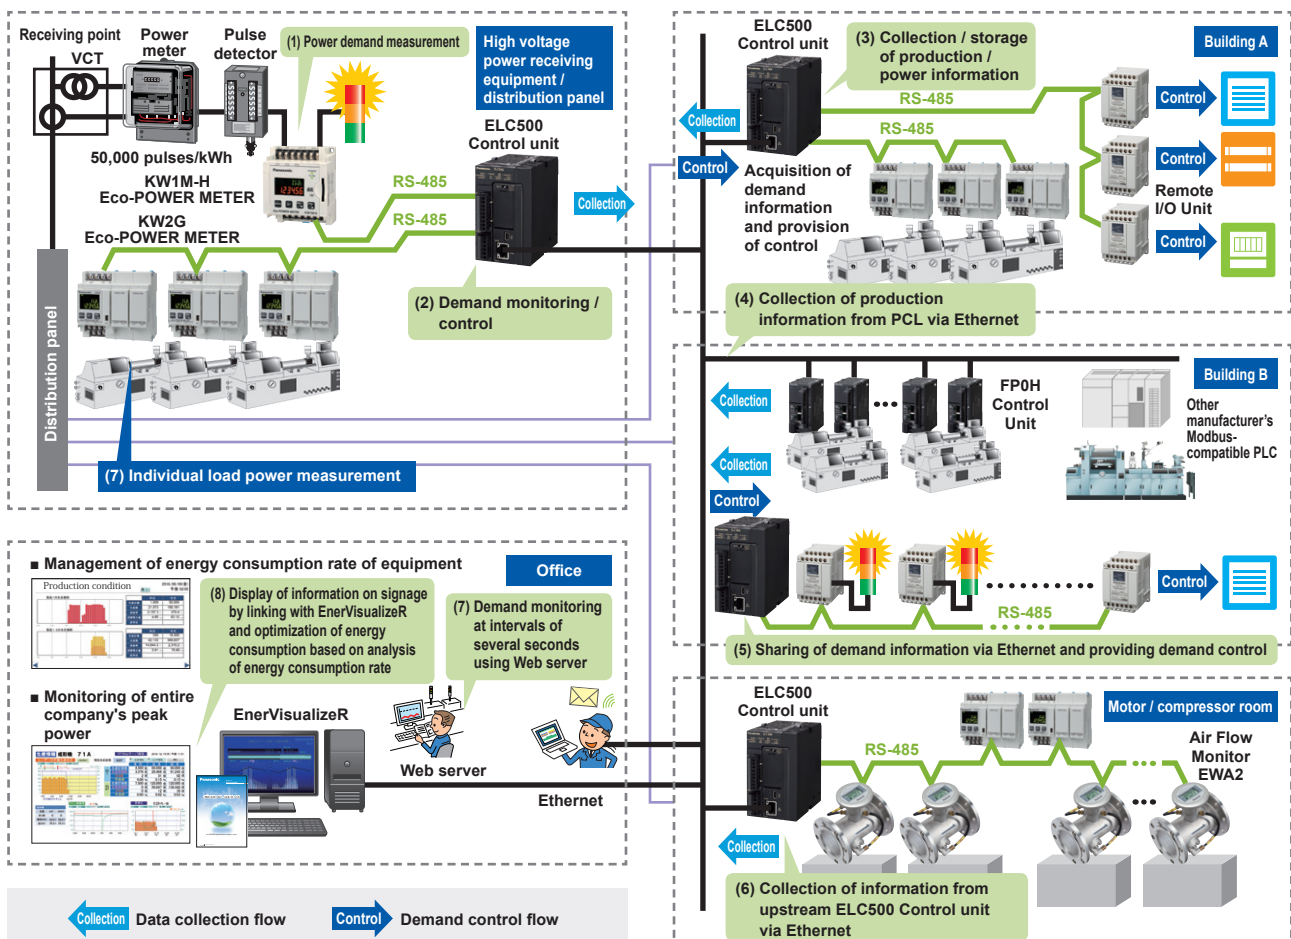 Receiving point
VCT
Power
meter
Pulse
detector
(1) Power demand measurement
High voltage
power receiving
equipment /
distribution panel
50,000 pulses/kWh
KW1M-H
Eco-POWER METER
KW2G
Eco-POWER METER
RS-485
RS-485
ELC500
Control unit
Collection
(2) Demand monitoring /
control
Distribution panel
(7) Individual load power measurement
ELC500
Control unit
(3) Collection / storage
of production /
power information
Building A
Collection
Control
RS-485
RS-485
Acquisition of
demand
information
and provision
of control
Control
Control
Remote
I/O Unit
Control
(4) Collection of production
information from PCL via Ethernet
Building B
Collection
Collection
Control
FP0H
Control
Unit
Other
manufacturer's
Modbus-
compatible PLC
RS-485
Control
(5) Sharing of demand information via Ethernet and providing demand control
Office
■ Management of energy consumption rate of equipment
Production condition
(8) Display of information on signage
by linking with EnerVisualizeR
and optimization of energy
consumption based on analysis
of energy consumption rate
(7) Demand monitoring
at intervals of
several seconds
using Web server
■ Monitoring of entire
company's peak
power
EnerVisualizeR
Web server
Ethernet
ELC500
Control unit
Motor / compressor room
RS-485
Air Flow
Monitor
EWA2
Collection
(6) Collection of information from
upstream ELC500 Control unit
via Ethernet
Collection
Data collection flow
Control
Demand control flow